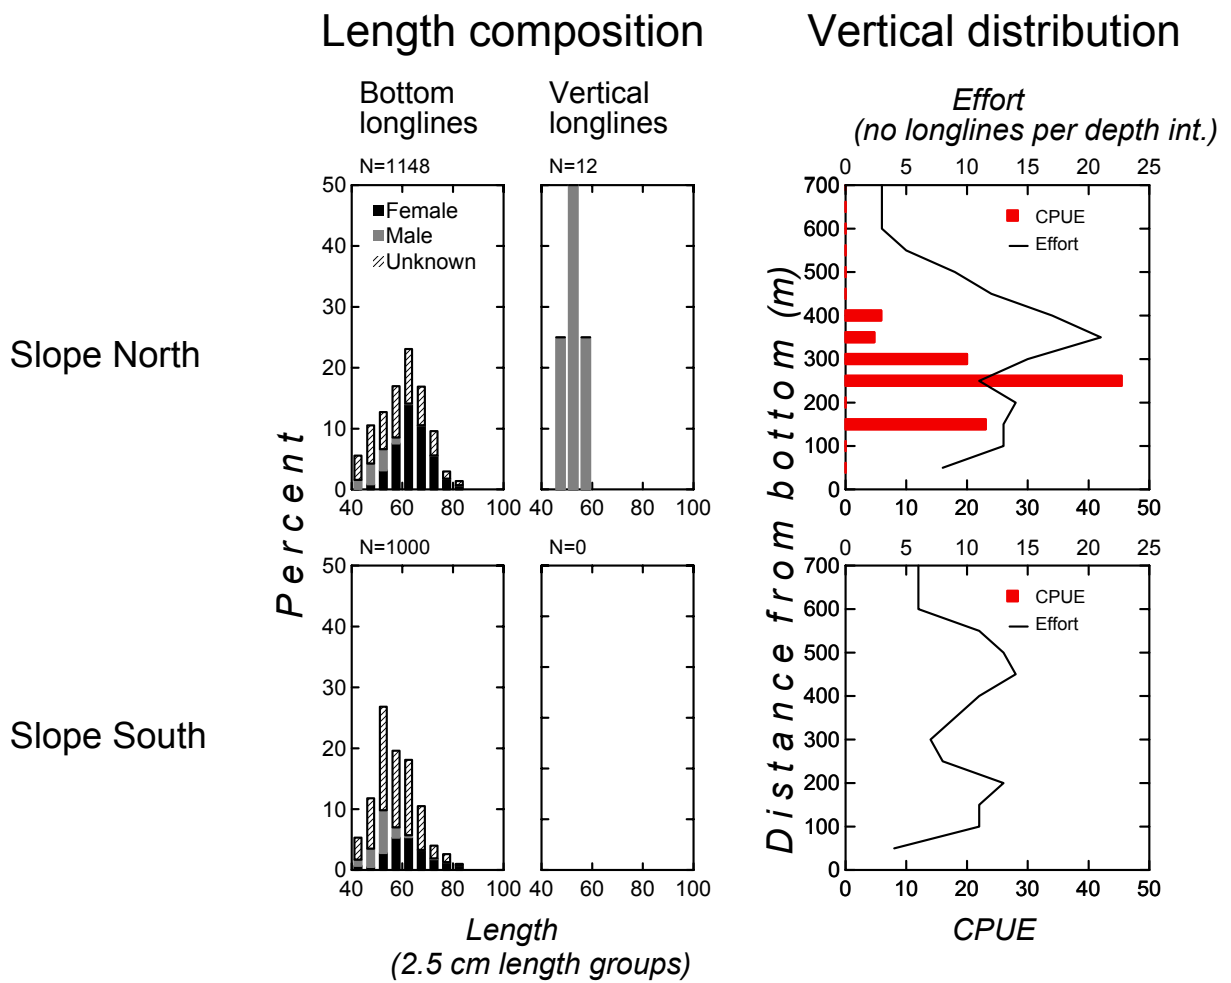 Length composition
Vertical distribution
Bottom
longlines
Vertical
longlines
Effort
(no longlines per depth int.)
N=1148
N=12
0 5 10 15 20 25
50
40
30
20
10
0
Female
Male
Unknown
700
600
500
400
300
200
100
0
CPUE
Effort
Slope North
40 60 80 100
40 60 80 100
0 10 20 30 40 50
Percent
Distance from bottom (m)
N=1000
N=0
0 5 10 15 20 25
50
40
30
20
10
0
700
600
500
400
300
200
100
0
CPUE
Effort
Slope South
40 60 80 100
40 60 80 100
0 10 20 30 40 50
Length
(2.5 cm length groups)
CPUE